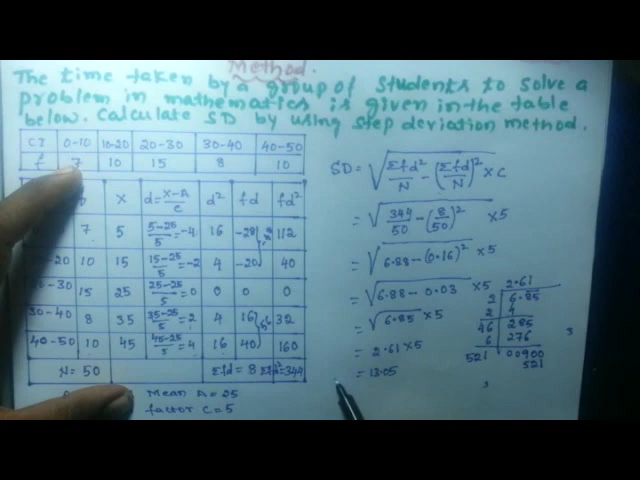 Method.
The time taken by a group of students to solve a
problem in mathematics is given in the table
below. Calculate SD by using step deviation method.
CI 0-10 10-20 20-30 30-40 40-50
f 7 10 15 8 10
X d = X-A/C d² fd fd²
7 5 5-25/5 = -4 16 -28 112
-20 10 15 15-25/5 = -2 4 -20 40
-30 15 25 25-25/5 = 0 0 0 0
30-40 8 35 35-25/5 = 2 4 16 32
40-50 10 45 45-25/5 = 4 16 40 160
N = 50 Σfd = 8 Σfd² = 344
Mean A = 25
factor C = 5
SD = √(Σfd²/N - (Σfd/N)²) × C
= √(344/50 - (8/50)²) × 5
= √(6.88 - (0.16)²) × 5
= √(6.88 - 0.03) × 5
= √6.85 × 5
= 2.61 × 5
= 13.05
2.61
2 6.85
2 4
46 285
6 276
521 00900
521